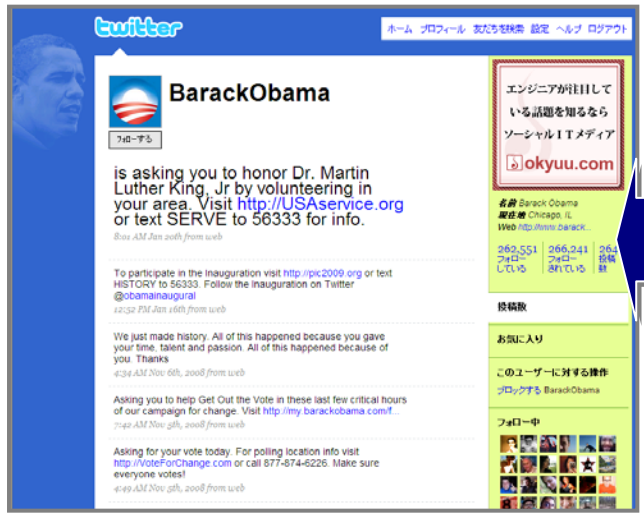 twitter
ホーム プロフィール 友だちを検索 設定 ヘルプ ログアウト
BarackObama
フォローする
is asking you to honor Dr. Martin
Luther King, Jr by volunteering in
your area. Visit http://USAservice.org
or text SERVE to 56333 for info.
8:01 AM Jan 20th from web
To participate in the Inauguration visit http://pic2009.org or text
HISTORY to 56333. Follow the Inauguration on Twitter
@obamainaugural
12:52 PM Jan 16th from web
We just made history. All of this happened because you gave
your time, talent and passion. All of this happened because of
you. Thanks
4:34 AM Nov 6th, 2008 from web
Asking you to help Get Out the Vote in these last few critical hours
of our campaign for change. Visit http://my.barackobama.com/f...
7:42 AM Nov 5th, 2008 from web
Asking for your vote today. For polling location info visit
http://VoteForChange.com or call 877-874-6226. Make sure
everyone votes!
4:49 AM Nov 5th, 2008 from web
エンジニアが注目して
いる話題を知るなら
ソーシャルITメディア
okyuu.com
名前 Barack Obama
現在地 Chicago, IL
Web http://www.barack...
262,551 266,241 264
フォロー フォロー 投稿
している されている 数
投稿数
お気に入り
このユーザーに対する操作
ブロックする BarackObama
フォロー中